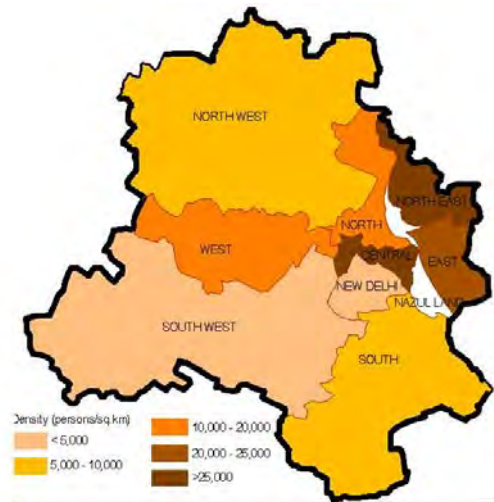 NORTH WEST
NORTH EAST
NORTH
WEST
CENTRAL
EAST
NEW DELHI
NAZUL LAND
SOUTH WEST
SOUTH
Density (persons/sq.km)
<5,000
5,000 - 10,000
10,000 - 20,000
20,000 - 25,000
>25,000